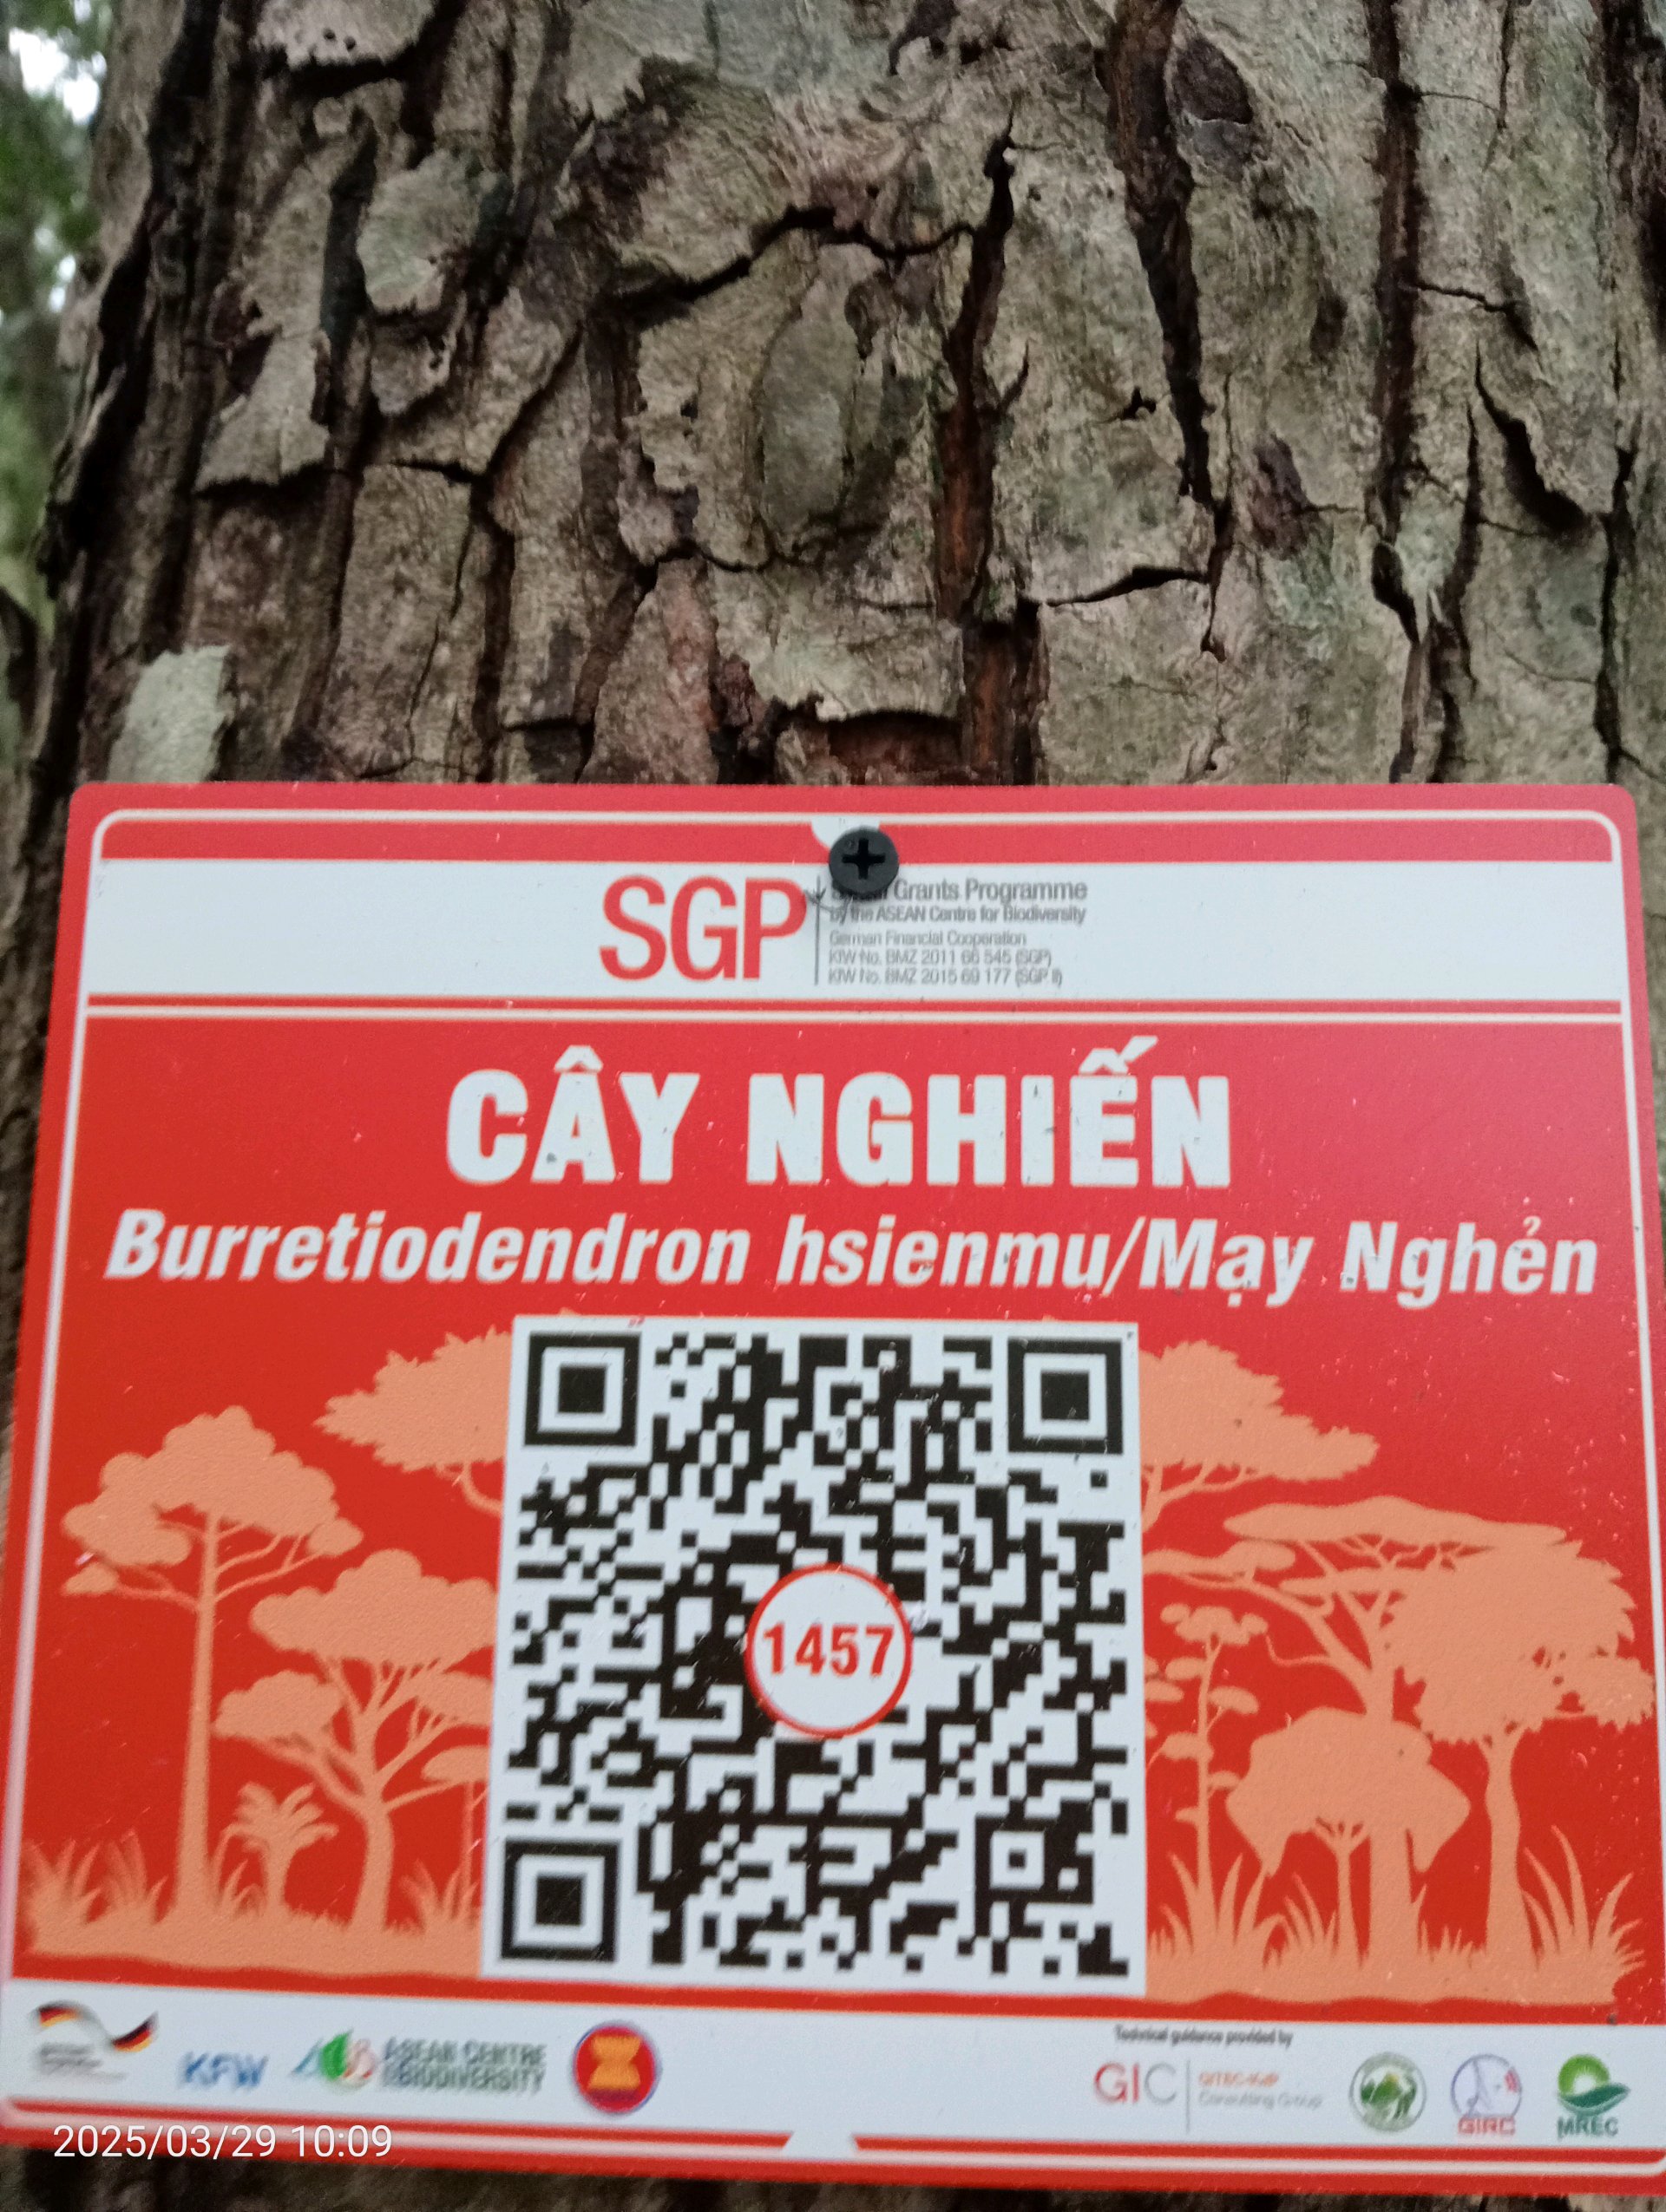 SGP
Grants Programme
by the ASEAN Centre for Biodiversity
German Financial Cooperation
KfW No. BMZ 2011 66 545 (SGP)
KfW No. BMZ 2015 69 177 (SGP II)
CÂY NGHIẾN
Burretiodendron hsienmu/Mạy Nghẻn
1457
KFW
ASEAN CENTRE
BIODIVERSITY
Technical guidance provided by
GIC
Consulting Group
GIRC
MREC
2025/03/29 10:09